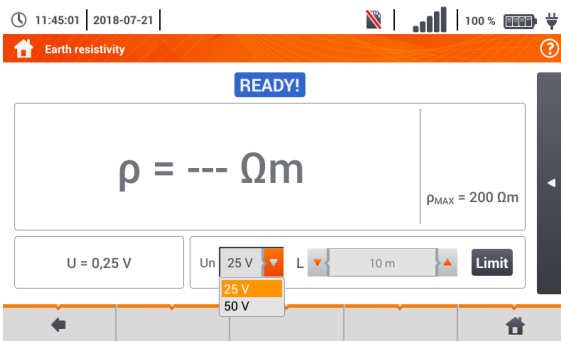 11:45:01 2018-07-21 100 %
Earth resistivity ?
READY!
ρ = --- Ωm
ρMAX = 200 Ωm
U = 0,25 V Un 25 V L 10 m Limit
25 V
50 V